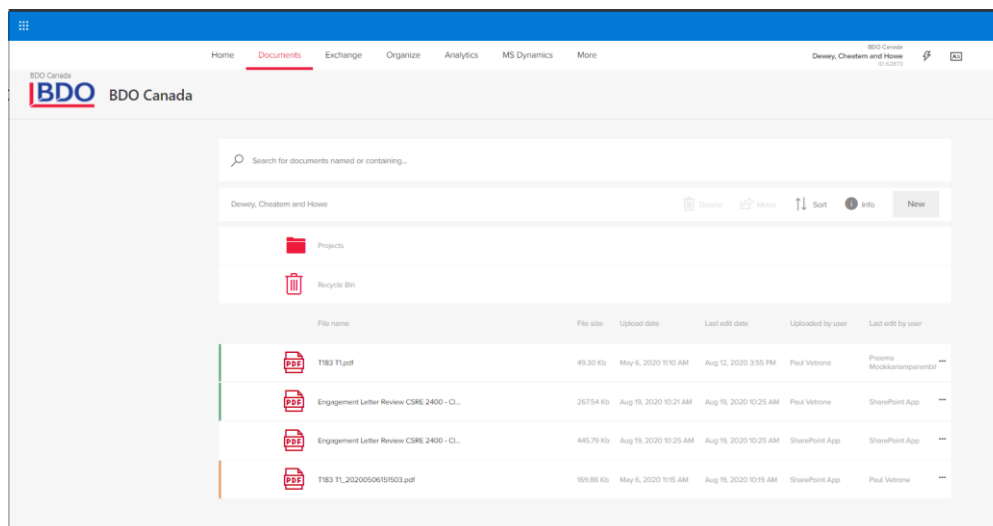 BDO Canada
Home Documents Exchange Organize Analytics MS Dynamics More
Dewey, Cheatem and Howe
ID 62873
BDO Canada
BDO BDO Canada
Search for documents named or containing...
Dewey, Cheatem and Howe Delete Move Sort Info New
Projects
Recycle Bin
File name File size Upload date Last edit date Uploaded by user Last edit by user
T183 T1.pdf 49.30 Kb May 6, 2020 11:10 AM Aug 12, 2020 3:55 PM Paul Vetrone Preema Mookkanamparambil
PDF
Engagement Letter Review CSRE 2400 - Cl... 267.54 Kb Aug 19, 2020 10:21 AM Aug 19, 2020 10:25 AM Paul Vetrone SharePoint App
PDF
Engagement Letter Review CSRE 2400 - Cl... 445.79 Kb Aug 19, 2020 10:25 AM Aug 19, 2020 10:25 AM SharePoint App SharePoint App
PDF
T183 T1_20200506151503.pdf 169.86 Kb May 6, 2020 11:15 AM Aug 19, 2020 10:19 AM SharePoint App Paul Vetrone
PDF